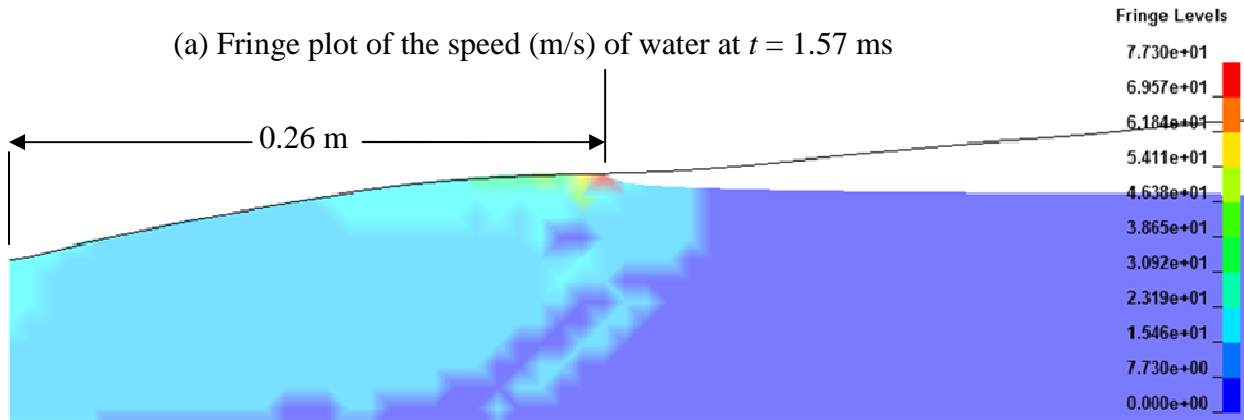 Fringe Levels
(a) Fringe plot of the speed (m/s) of water at t = 1.57 ms
7.730e+01
6.957e+01
6.184e+01
0.26 m
5.411e+01
4.638e+01
3.865e+01
3.092e+01
2.319e+01
1.546e+01
7.730e+00
0.000e+00